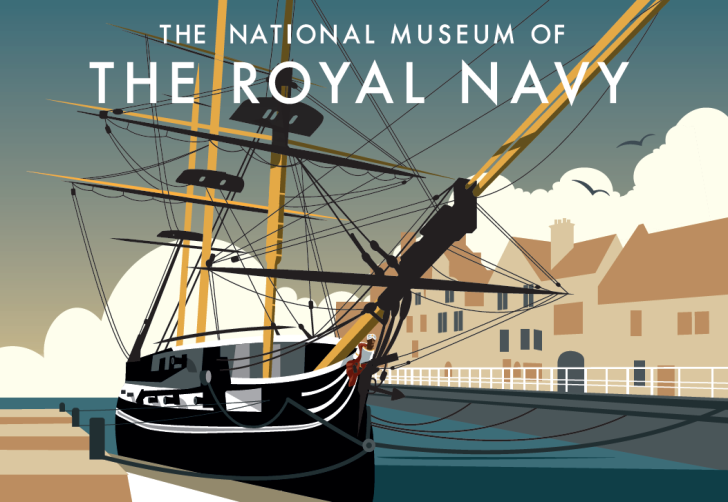 THE NATIONAL MUSEUM OF
THE ROYAL NAVY